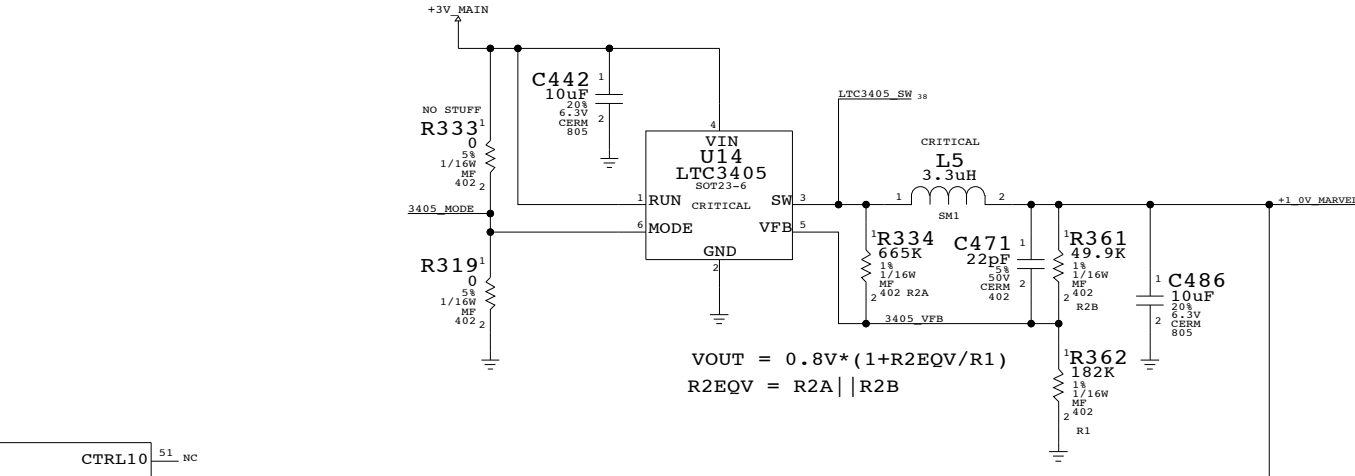 +3V_MAIN
NO STUFF
R333
1
0
5%
1/16W
MF
402
2
3405_MODE
R319
1
0
5%
1/16W
MF
402
2
C442
1
10uF
20%
6.3V
CERM
805
2
4
VIN
U14
LTC3405
SOT23-6
CRITICAL
1
RUN
SW
3
6
MODE
VFB
5
GND
2
LTC3405_SW 38
CRITICAL
L5
3.3uH
1
2
SM1
+1_0V_MARVEL
1
R334
665K
1%
1/16W
MF
2
402 R2A
C471
1
22pF
5%
50V
CERM
402
2
1
R361
49.9K
1%
1/16W
MF
402
2
R2B
1
C486
10uF
20%
6.3V
CERM
805
2
3405_VFB
1
R362
182K
1%
1/16W
MF
402
2
R1
VOUT = 0.8V*(1+R2EQV/R1)
R2EQV = R2A||R2B
CTRL10
51
NC